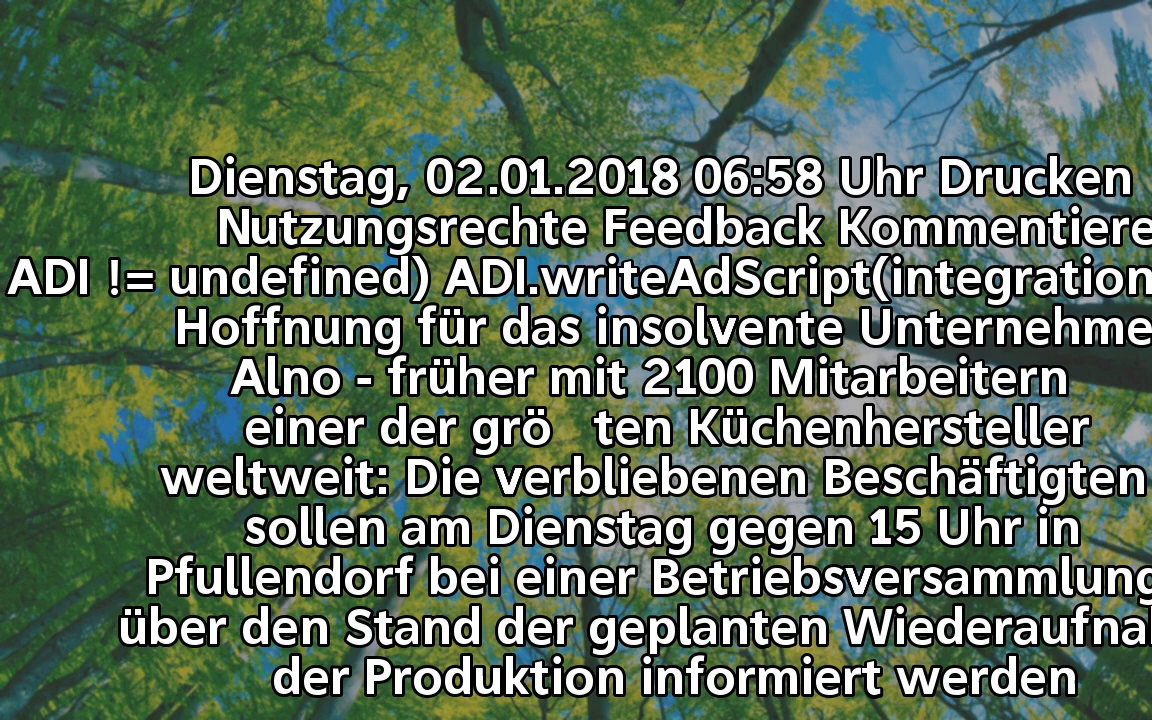 Dienstag, 02.01.2018 06:58 Uhr Drucken
Nutzungsrechte Feedback Kommentiere
ADI != undefined) ADI.writeAdScript(integration
Hoffnung für das insolvente Unternehme
Alno - früher mit 2100 Mitarbeitern
einer der grö ten Küchenhersteller
weltweit: Die verbliebenen Beschäftigten
sollen am Dienstag gegen 15 Uhr in
Pfullendorf bei einer Betriebsversammlung
über den Stand der geplanten Wiederaufna
der Produktion informiert werden